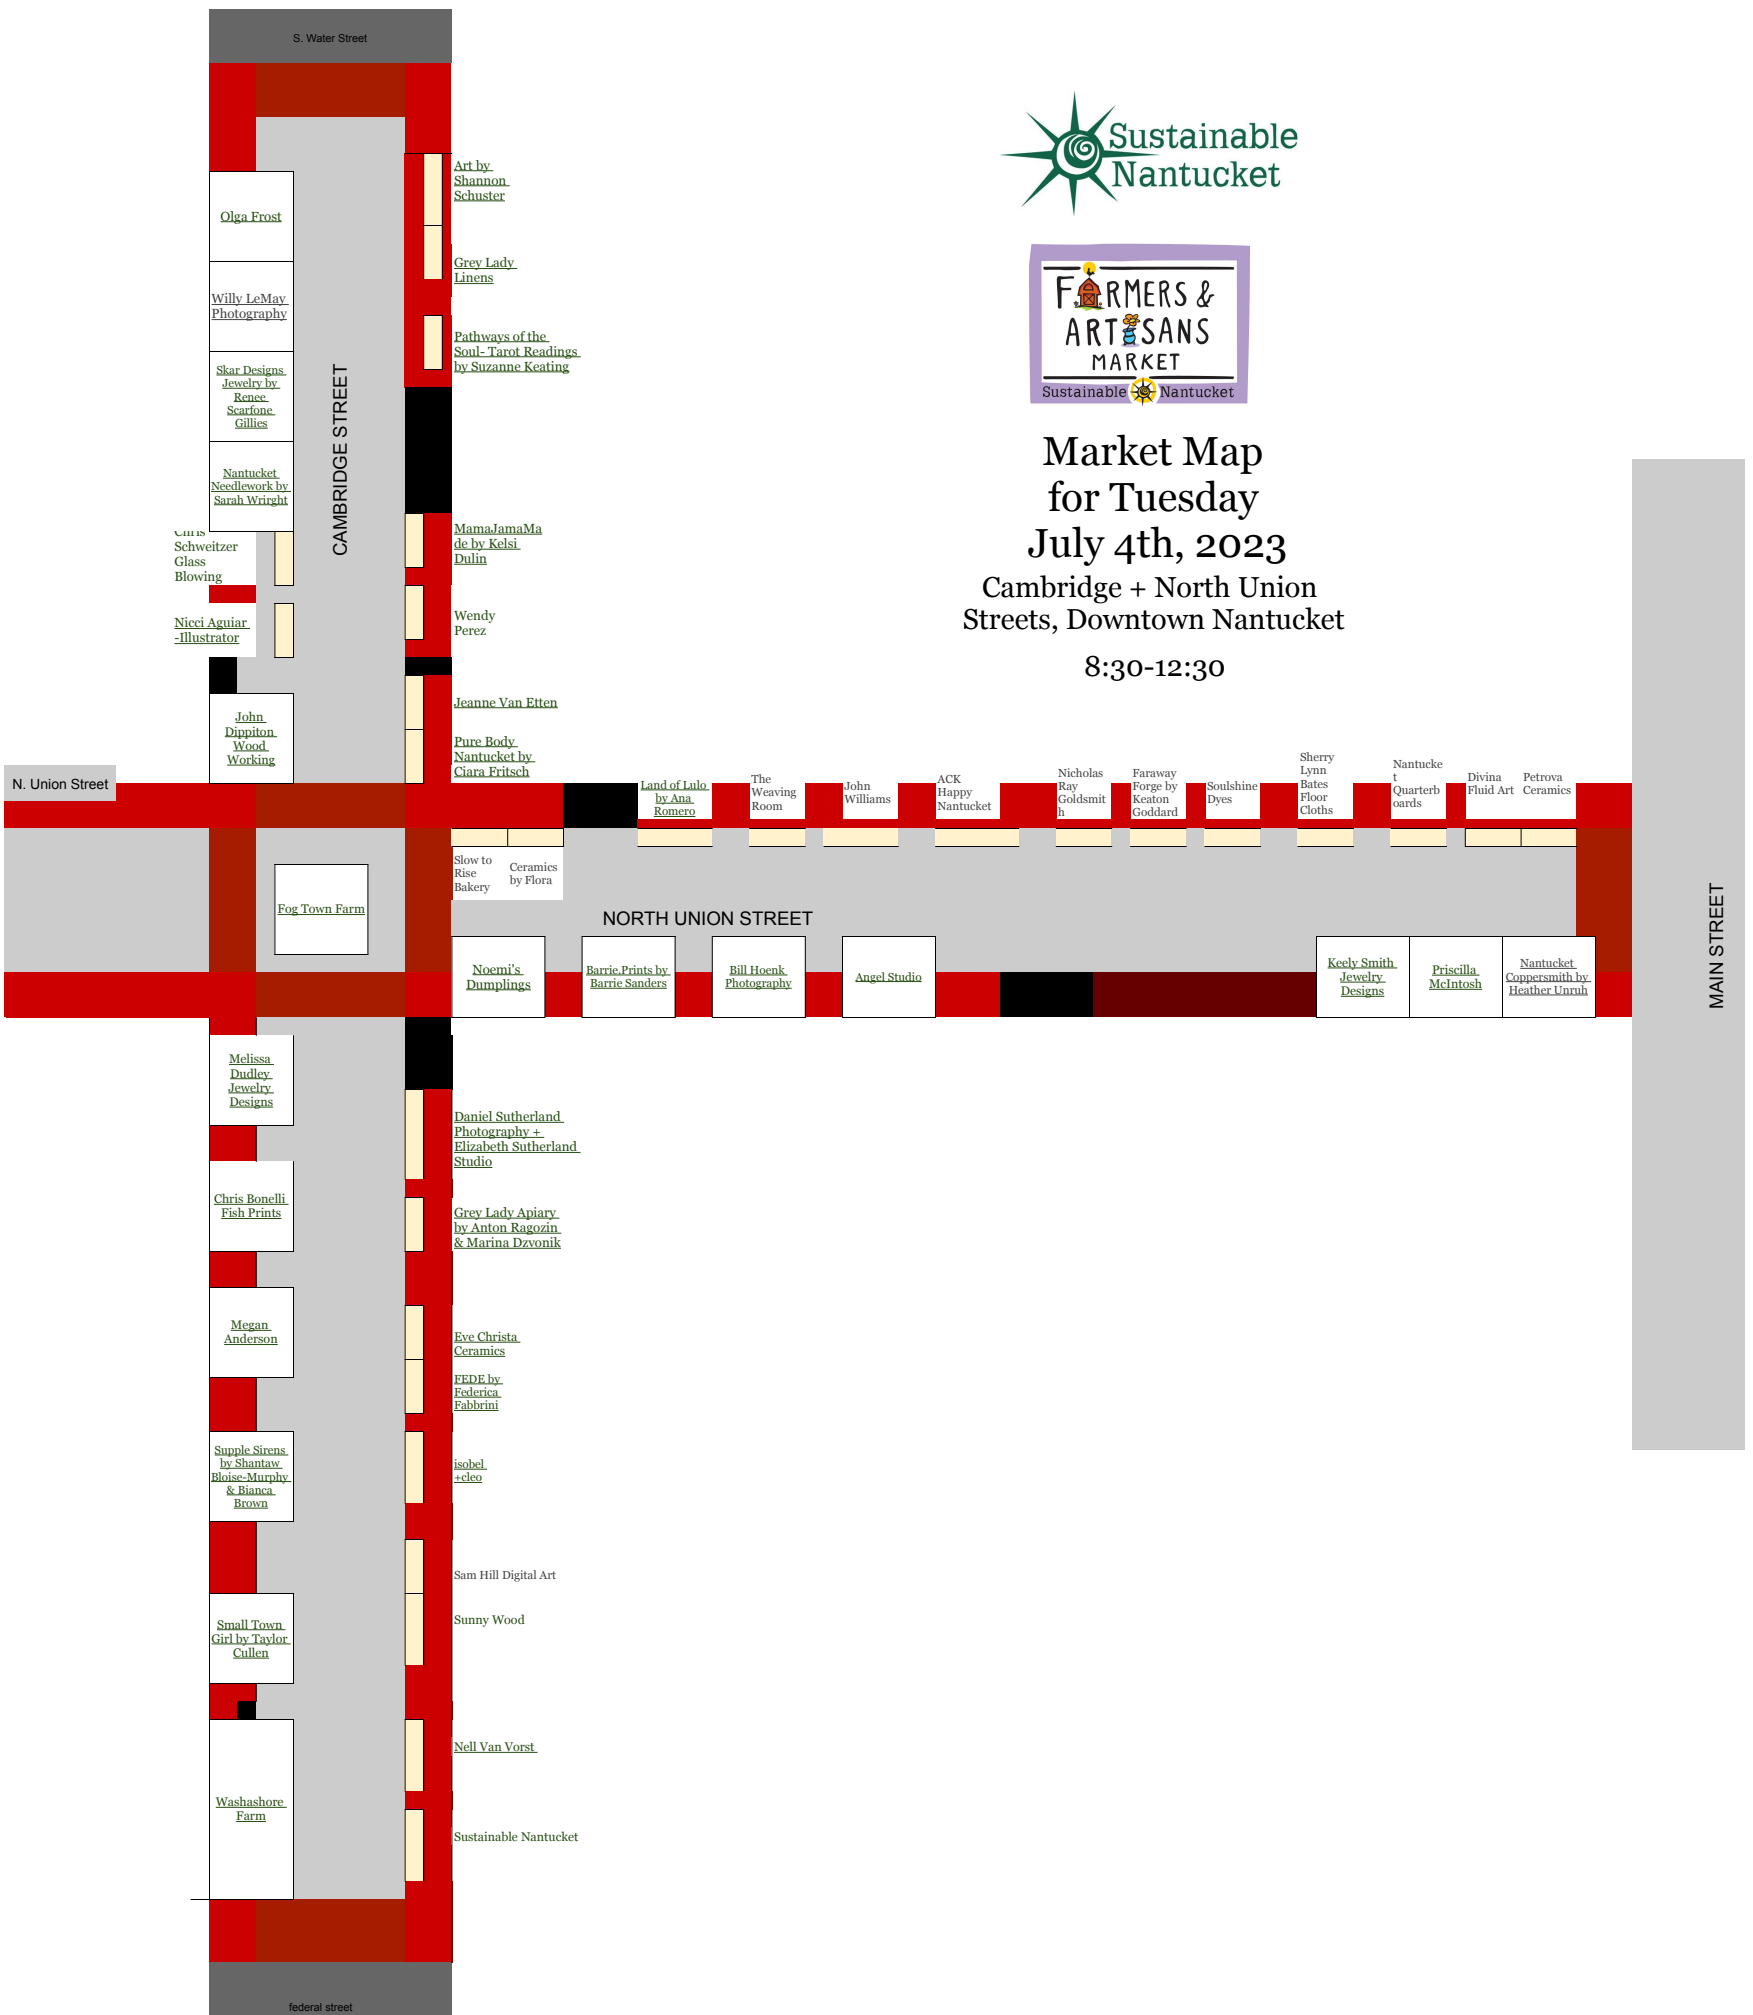 S. Water Street
Sustainable
Nantucket
FARMERS &
ARTISANS
MARKET
Sustainable Nantucket
Market Map
for Tuesday
July 4th, 2023
Cambridge + North Union
Streets, Downtown Nantucket
8:30-12:30
Olga Frost
Willy LeMay
Photography
Skar Designs
Jewelry by
Renee
Scarfone
Gillies
Nantucket
Needlework by
Sarah Wrirght
Chris
Schweitzer
Glass
Blowing
Nicci Aguiar
-Illustrator
John
Dippiton
Wood
Working
CAMBRIDGE STREET
Art by
Shannon
Schuster
Grey Lady
Linens
Pathways of the
Soul- Tarot Readings
by Suzanne Keating
MamaJamaMa
de by Kelsi
Dulin
Wendy
Perez
Jeanne Van Etten
Pure Body
Nantucket by
Ciara Fritsch
N. Union Street
Land of Lulo
by Ana
Romero
The
Weaving
Room
John
Williams
ACK
Happy
Nantucket
Nicholas
Ray
Goldsmit
h
Faraway
Forge by
Keaton
Goddard
Soulshine
Dyes
Sherry
Lynn
Bates
Floor
Cloths
Nantucke
t
Quarterb
oards
Divina
Fluid Art
Petrova
Ceramics
Slow to
Rise
Bakery
Ceramics
by Flora
Fog Town Farm
NORTH UNION STREET
MAIN STREET
Noemi's
Dumplings
Barrie.Prints by
Barrie Sanders
Bill Hoenk
Photography
Angel Studio
Keely Smith
Jewelry
Designs
Priscilla
McIntosh
Nantucket
Coppersmith by
Heather Unruh
Melissa
Dudley
Jewelry
Designs
Chris Bonelli
Fish Prints
Megan
Anderson
Supple Sirens
by Shantaw
Bloise-Murphy
& Bianca
Brown
Small Town
Girl by Taylor
Cullen
Washashore
Farm
Daniel Sutherland
Photography +
Elizabeth Sutherland
Studio
Grey Lady Apiary
by Anton Ragozin
& Marina Dzvonik
Eve Christa
Ceramics
FEDE by
Federica
Fabbrini
isobel
+cleo
Sam Hill Digital Art
Sunny Wood
Nell Van Vorst
Sustainable Nantucket
federal street